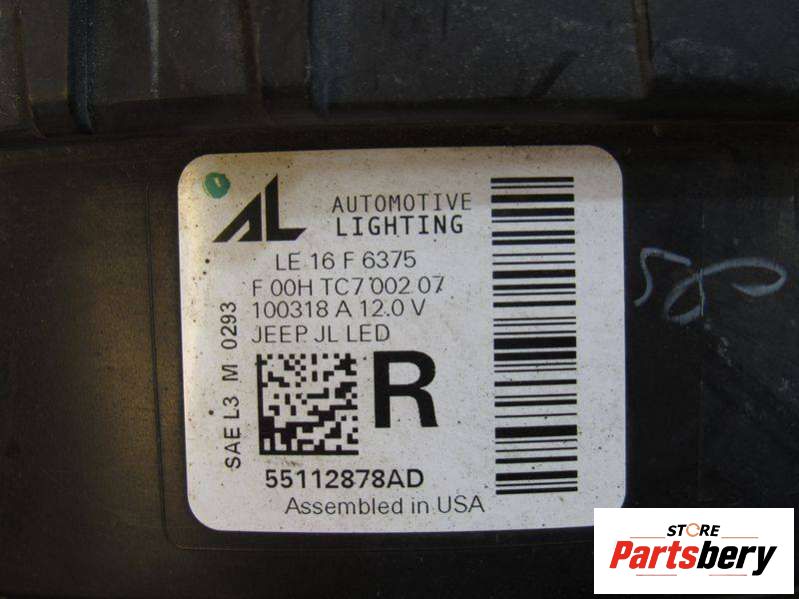 AL
AUTOMOTIVE
LIGHTING
LE 16 F 6375
F 00H TC7 002 07
100318 A 12.0 V
JEEP JL LED
SAE L3 M 0293
R
55112878AD
Assembled in USA
STORE
Partsbery